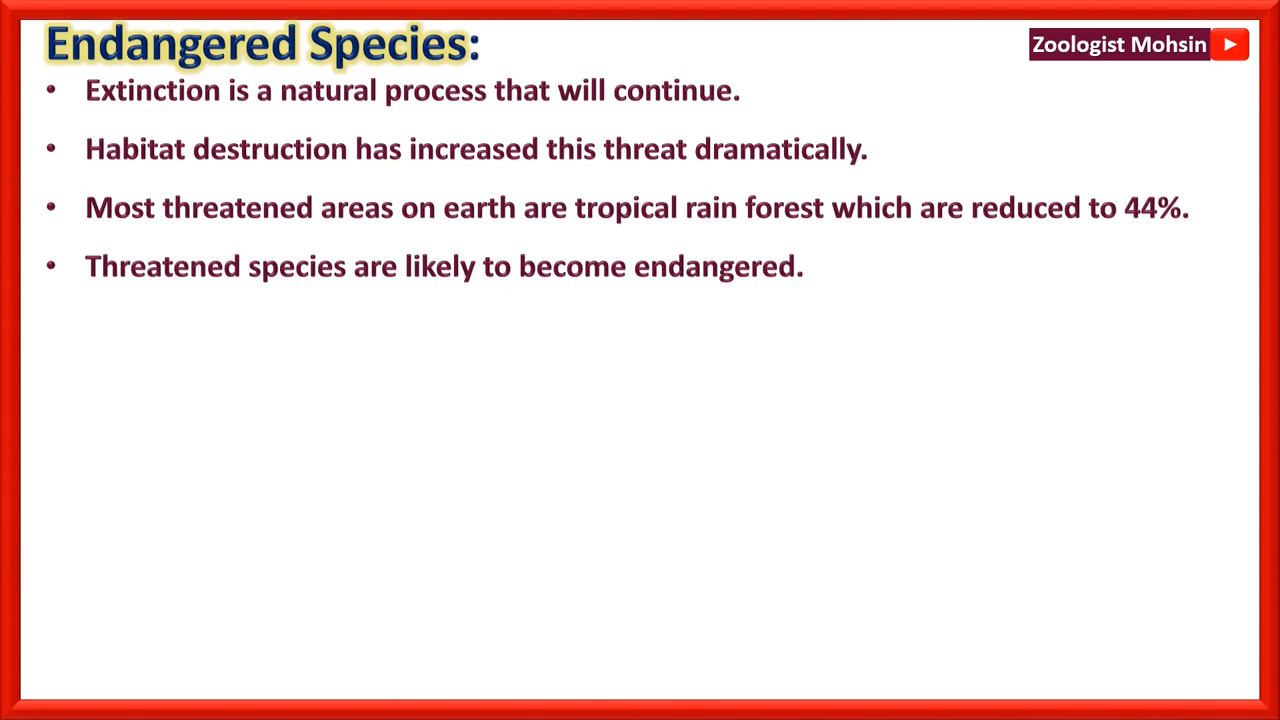 Endangered Species:
Zoologist Mohsin
• Extinction is a natural process that will continue.
• Habitat destruction has increased this threat dramatically.
• Most threatened areas on earth are tropical rain forest which are reduced to 44%.
• Threatened species are likely to become endangered.